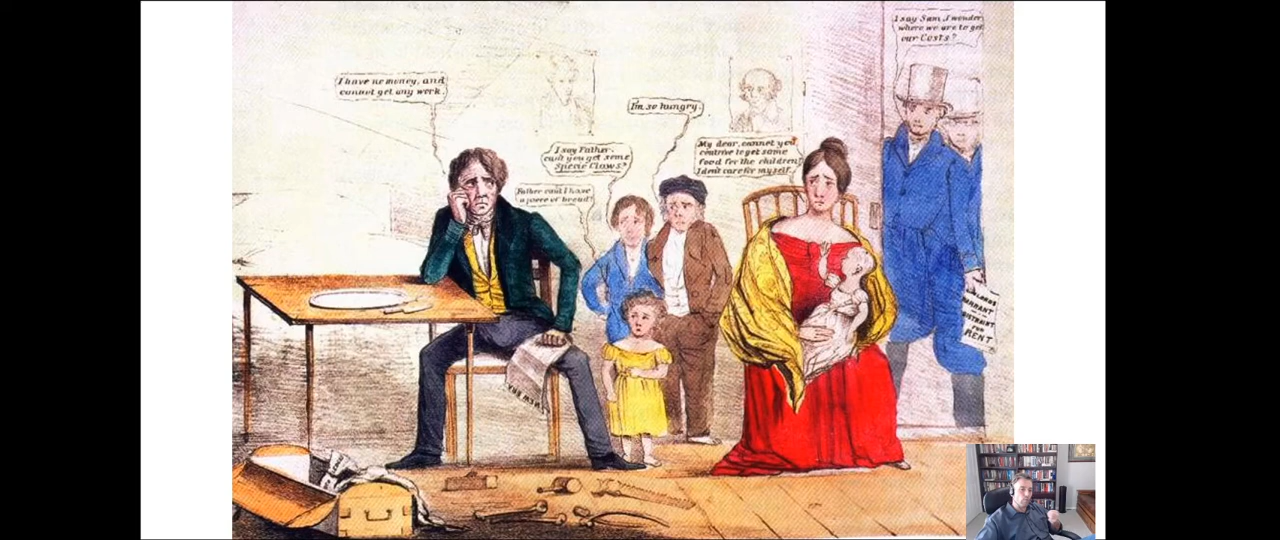 I have no money, and
cannot get any work.
I say Father
can't you get some
Specie Claws?
Father can I have
a piece of bread?
I'm so hungry.
My dear, cannot you
contrive to get some
food for the children?
I don't care for myself.
I say Sam, I wonder
where we are to get
our Costs?
WARRANT
DISTRAINT
FOR
RENT